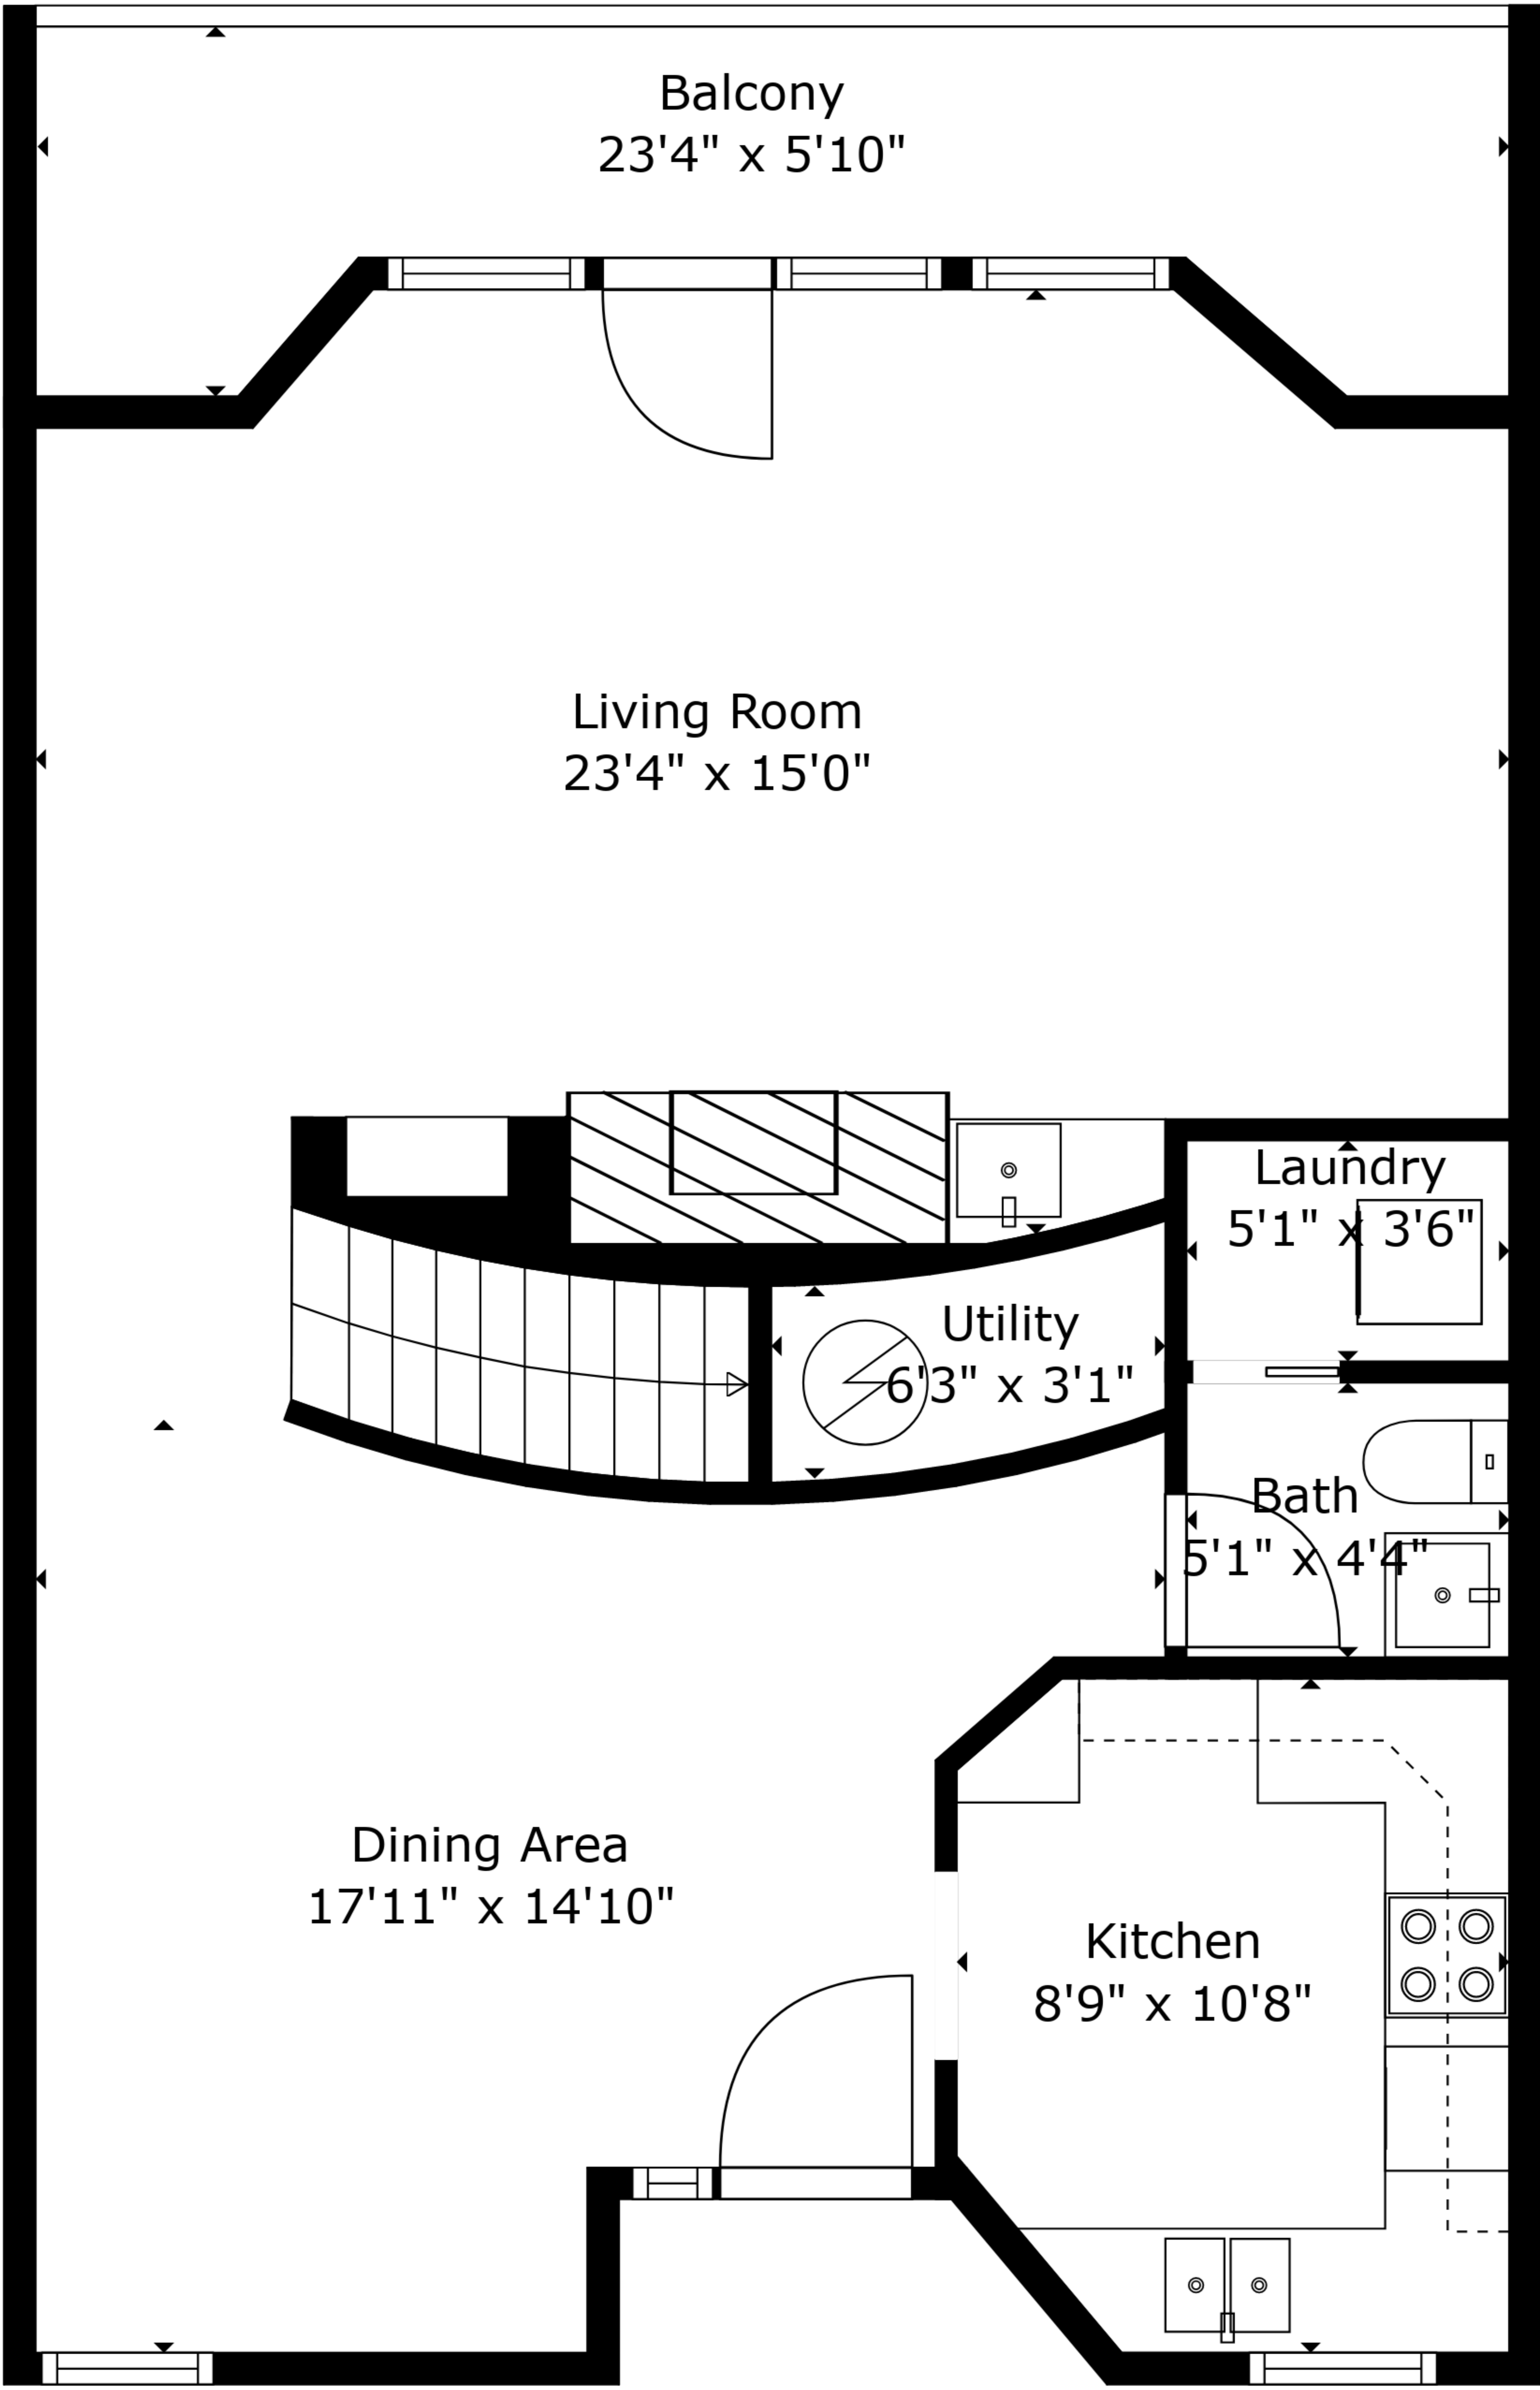 Balcony
23'4" x 5'10"
Living Room
23'4" x 15'0"
Laundry
5'1" x 3'6"
Utility
6'3" x 3'1"
Bath
5'1" x 4'4"
Dining Area
17'11" x 14'10"
Kitchen
8'9" x 10'8"